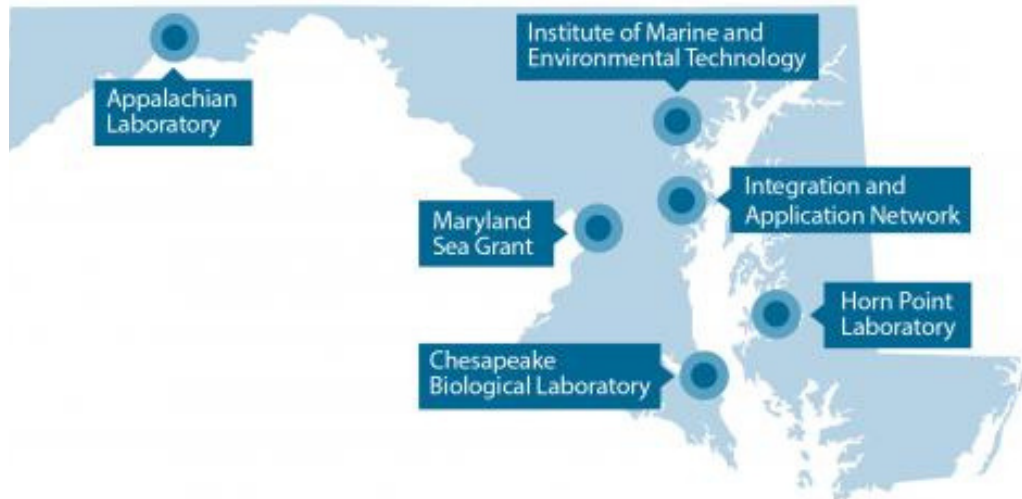 Institute of Marine and
Environmental Technology
Appalachian
Laboratory
Integration and
Application Network
Maryland
Sea Grant
Horn Point
Laboratory
Chesapeake
Biological Laboratory